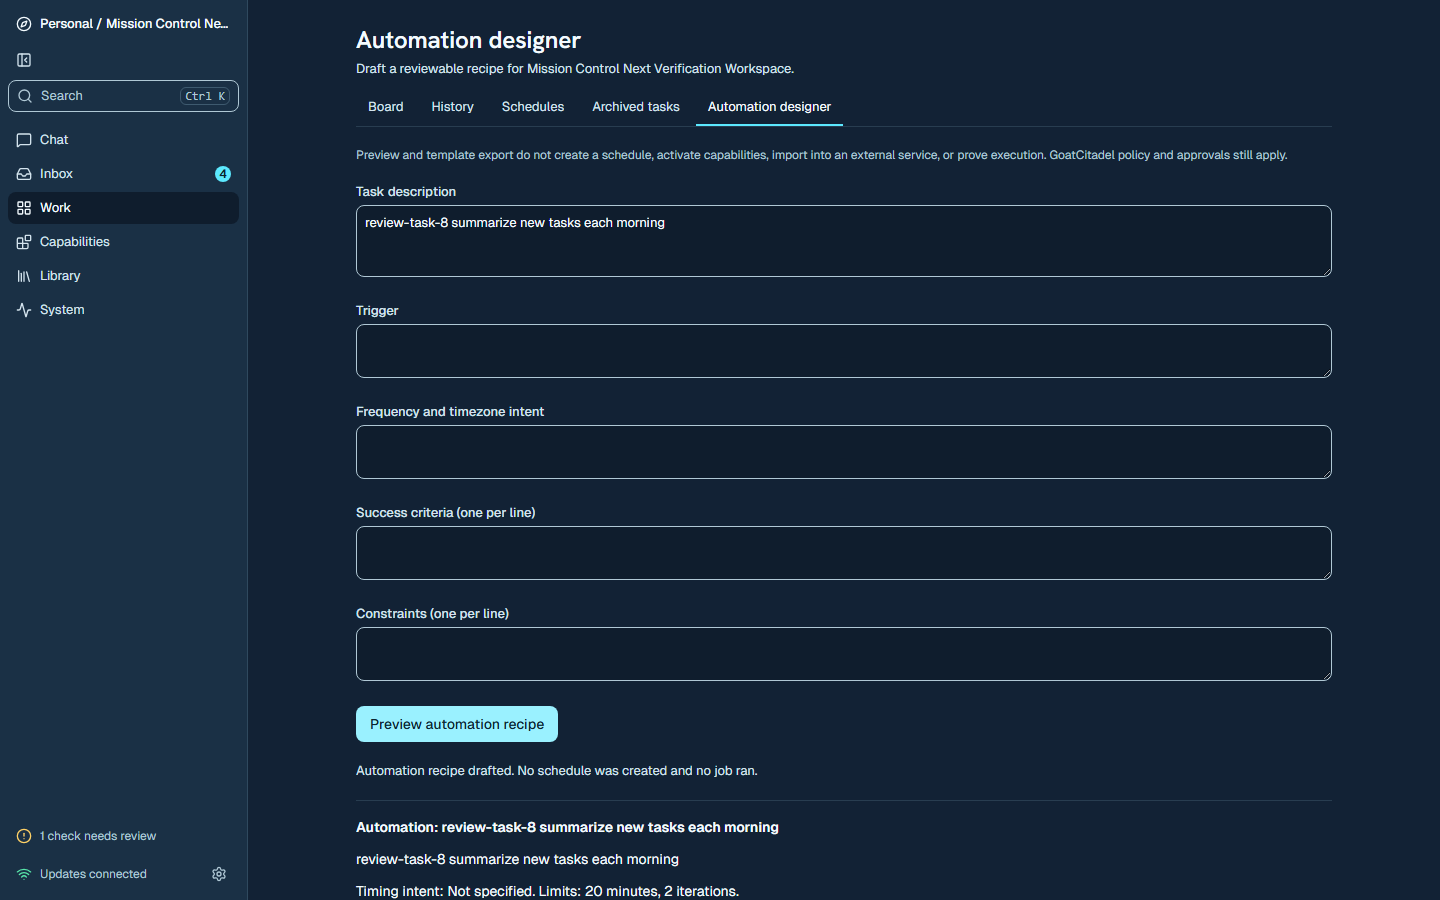 Personal / Mission Control Ne...
Search Ctrl K
Chat
Inbox 4
Work
Capabilities
Library
System
1 check needs review
Updates connected
Automation designer
Draft a reviewable recipe for Mission Control Next Verification Workspace.
Board History Schedules Archived tasks Automation designer
Preview and template export do not create a schedule, activate capabilities, import into an external service, or prove execution. GoatCitadel policy and approvals still apply.
Task description
review-task-8 summarize new tasks each morning
Trigger
Frequency and timezone intent
Success criteria (one per line)
Constraints (one per line)
Preview automation recipe
Automation recipe drafted. No schedule was created and no job ran.
Automation: review-task-8 summarize new tasks each morning
review-task-8 summarize new tasks each morning
Timing intent: Not specified. Limits: 20 minutes, 2 iterations.